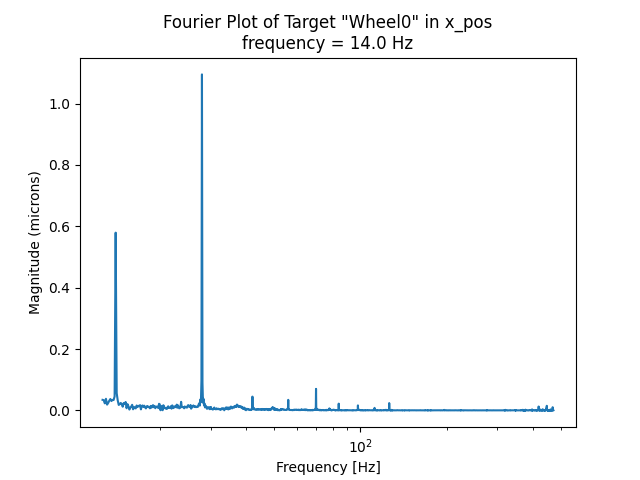 Fourier Plot of Target "Wheel0" in x_pos
frequency = 14.0 Hz
Magnitude (microns)
1.0
0.8
0.6
0.4
0.2
0.0
10²
Frequency [Hz]